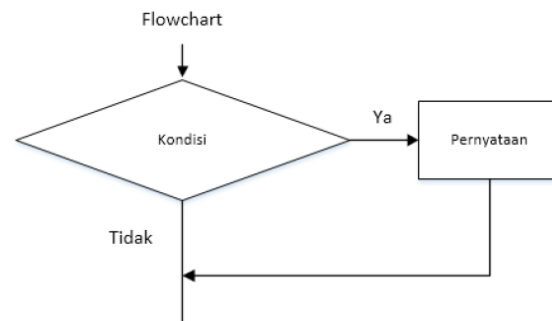 Flowchart
Kondisi
Ya
Pernyataan
Tidak